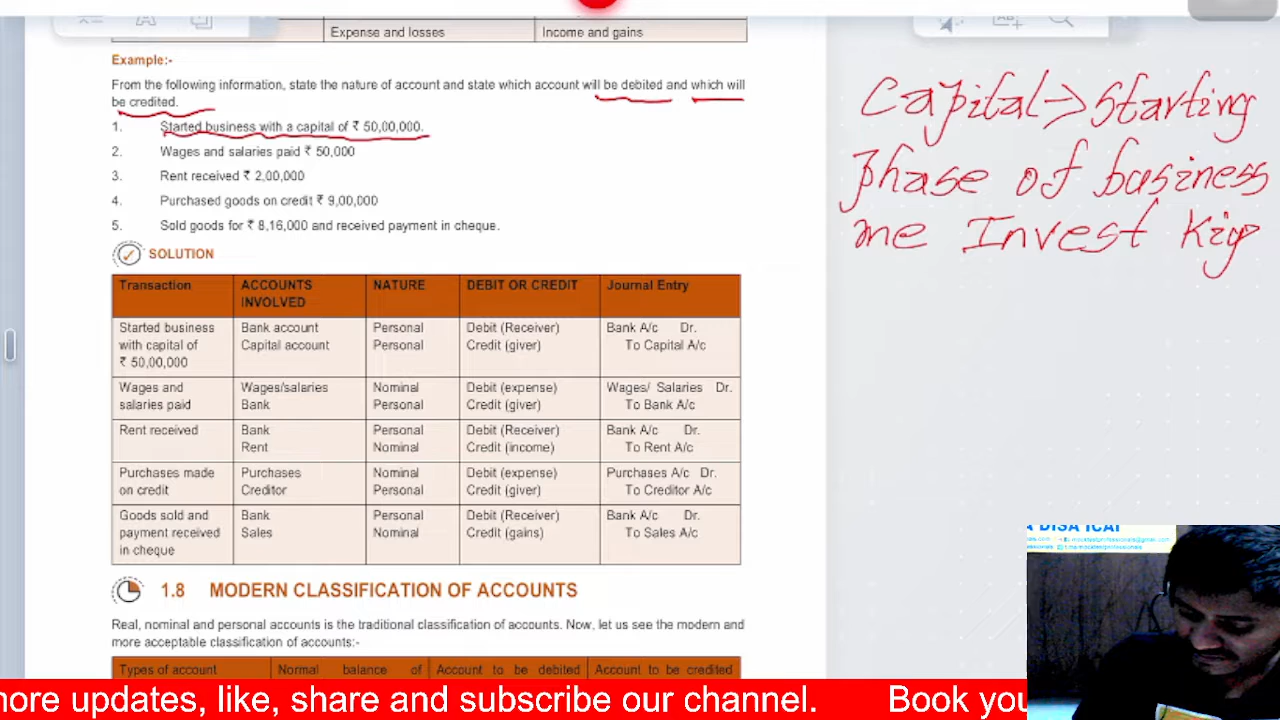 Expense and losses Income and gains
Example:-
From the following information, state the nature of account and state which account will be debited and which will
be credited.
1. Started business with a capital of ₹ 50,00,000.
2. Wages and salaries paid ₹ 50,000
3. Rent received ₹ 2,00,000
4. Purchased goods on credit ₹ 9,00,000
5. Sold goods for ₹ 8,16,000 and received payment in cheque.
SOLUTION
Transaction ACCOUNTS INVOLVED NATURE DEBIT OR CREDIT Journal Entry
Started business Bank account Personal Debit (Receiver) Bank A/c Dr.
with capital of Capital account Personal Credit (giver) To Capital A/c
₹ 50,00,000
Wages and Wages/salaries Nominal Debit (expense) Wages/ Salaries Dr.
salaries paid Bank Personal Credit (giver) To Bank A/c
Rent received Bank Personal Debit (Receiver) Bank A/c Dr.
Rent Nominal Credit (income) To Rent A/c
Purchases made Purchases Nominal Debit (expense) Purchases A/c Dr.
on credit Creditor Personal Credit (giver) To Creditor A/c
Goods sold and Bank Personal Debit (Receiver) Bank A/c Dr.
payment received Sales Nominal Credit (gains) To Sales A/c
in cheque
1.8 MODERN CLASSIFICATION OF ACCOUNTS
Real, nominal and personal accounts is the traditional classification of accounts. Now, let us see the modern and
more acceptable classification of accounts:-
Types of account Normal balance of Account to be debited Account to be credited
Capital -> Starting
Phase of business
me Invest
DISA ICAI
more updates, like, share and subscribe our channel. Book you